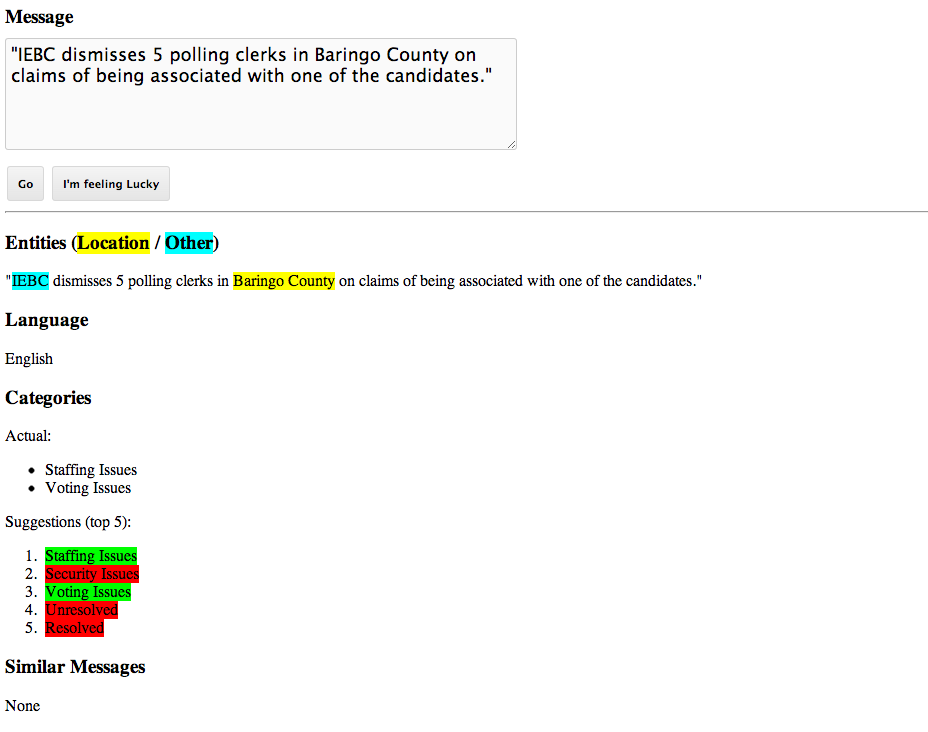 Message
"IEBC dismisses 5 polling clerks in Baringo County on
claims of being associated with one of the candidates."
Go I'm feeling Lucky
Entities (Location / Other)
"IEBC dismisses 5 polling clerks in Baringo County on claims of being associated with one of the candidates."
Language
English
Categories
Actual:
• Staffing Issues
• Voting Issues
Suggestions (top 5):
1. Staffing Issues
2. Security Issues
3. Voting Issues
4. Unresolved
5. Resolved
Similar Messages
None